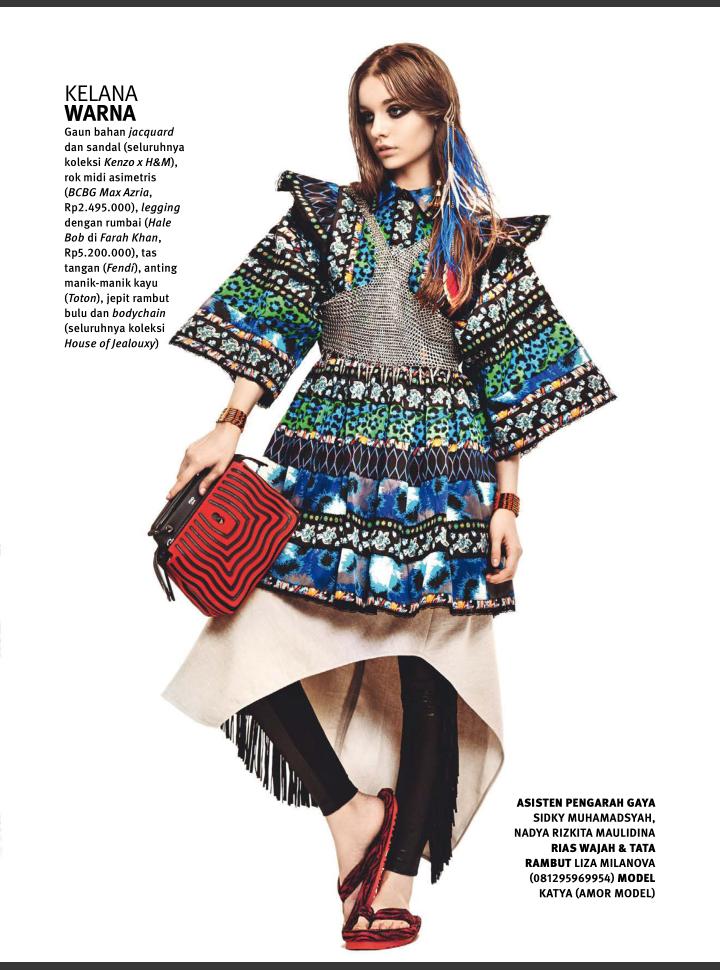 KELANA
WARNA
Gaun bahan jacquard
dan sandal (seluruhnya
koleksi Kenzo x H&M),
rok midi asimetris
(BCBG Max Azria,
Rp2.495.000), legging
dengan rumbai (Hale
Bob di Farah Khan,
Rp5.200.000), tas
tangan (Fendi), anting
manik-manik kayu
(Toton), jepit rambut
bulu dan bodychain
(seluruhnya koleksi
House of Jealouxy)
ASISTEN PENGARAH GAYA
SIDKY MUHAMADSYAH,
NADYA RIZKITA MAULIDINA
RIAS WAJAH & TATA
RAMBUT LIZA MILANOVA
(081295969954) MODEL
KATYA (AMOR MODEL)